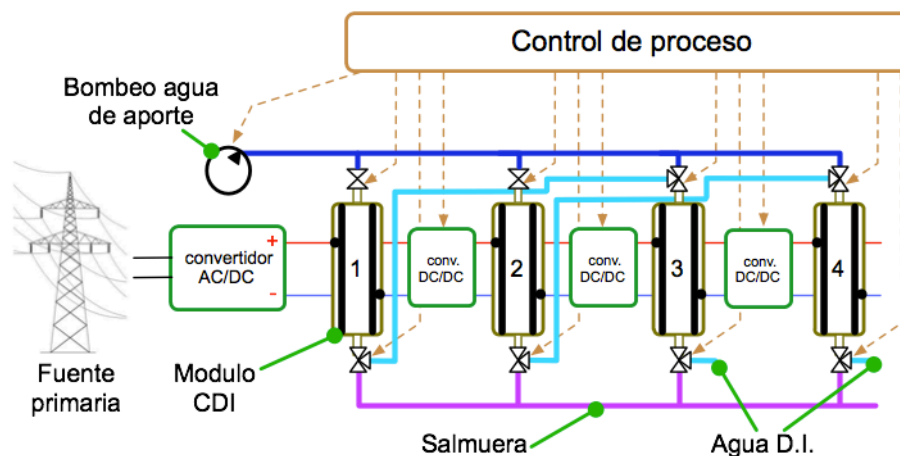 Control de proceso
Bombeo agua
de aporte
+
convertidor
AC/DC
-
1
conv.
DC/DC
2
conv.
DC/DC
3
conv.
DC/DC
4
Fuente
primaria
Modulo
CDI
Salmuera
Agua D.I.